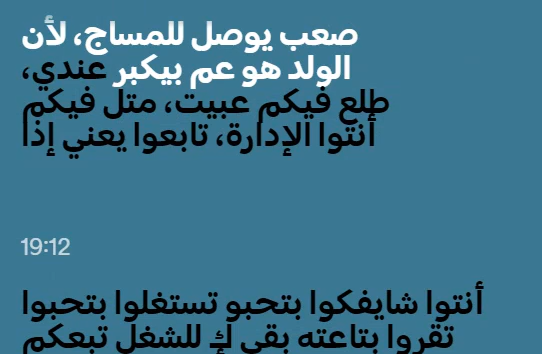 صعب يوصل للمساج، لأن
الولد هو عم بيكبر عندي،
طلع فيكم عبيت، متل فيكم
أنتوا الإدارة، تابعوا يعني إذا
19:12
أنتوا شايفكوا بتحبو تستغلوا بتحبوا
تقروا بتاعته بقى لك للشغل تبعكم